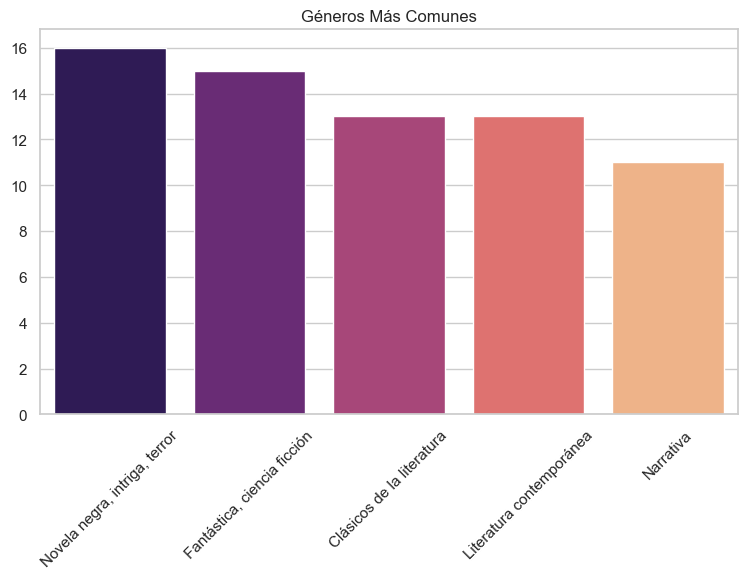 Géneros Más Comunes
16
14
12
10
8
6
4
2
0
Novela negra, intriga, terror
Fantástica, ciencia ficción
Clásicos de la literatura
Literatura contemporánea
Narrativa